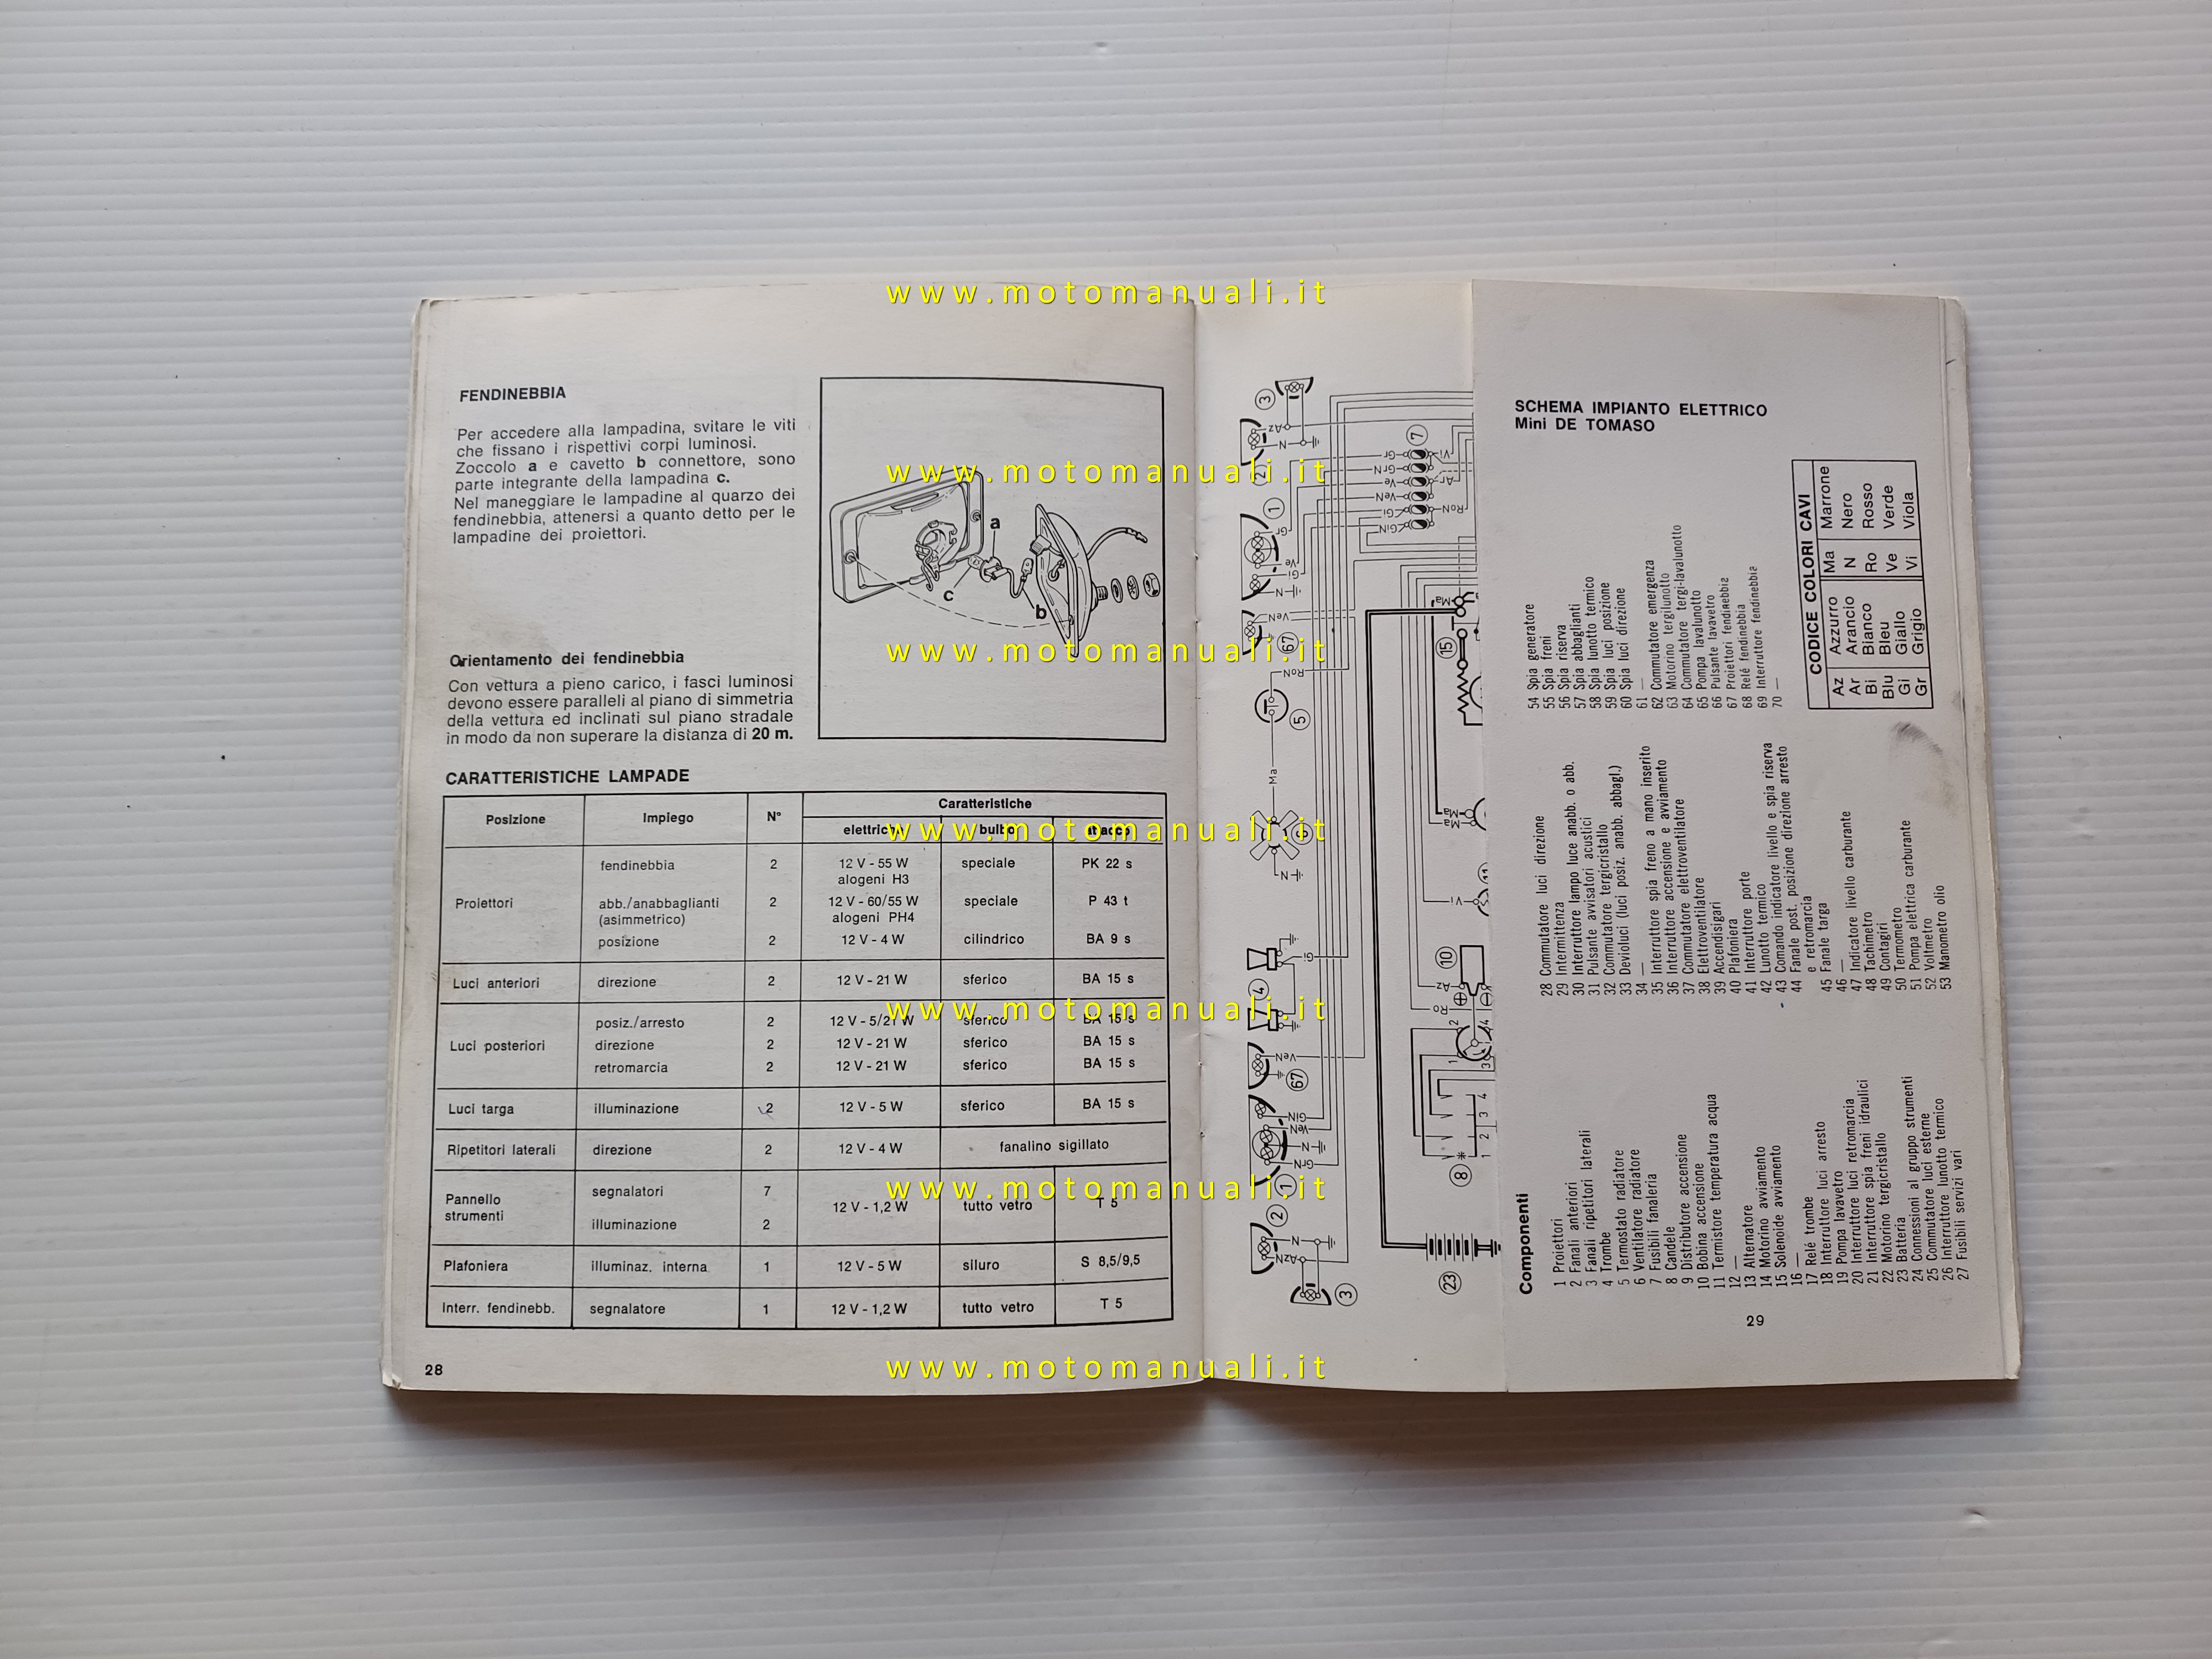 FENDINEBBIA
Per accedere alla lampadina, svitare le viti
che fissano i rispettivi corpi luminosi.
Zoccolo a e cavetto b connettore, sono
parte integrante della lampadina c.
Nel maneggiare le lampadine al quarzo dei
fendinebbia, attenersi a quanto detto per le
lampadine dei proiettori.
a
c
b
Orientamento dei fendinebbia
Con vettura a pieno carico, i fasci luminosi
devono essere paralleli al piano di simmetria
della vettura ed inclinati sul piano stradale
in modo da non superare la distanza di 20 m.
CARATTERISTICHE LAMPADE
Posizione Impiego N° Caratteristiche
elettriche bulbo attacco
Proiettori
fendinebbia 2 12 V - 55 W speciale PK 22 s
alogeni H3
abb./anabbaglianti 2 12 V - 60/55 W speciale P 43 t
(asimmetrico) alogeni PH4
posizione 2 12 V - 4 W cilindrico BA 9 s
Luci anteriori direzione 2 12 V - 21 W sferico BA 15 s
Luci posteriori
posiz./arresto 2 12 V - 5/21 W sferico BA 15 s
direzione 2 12 V - 21 W sferico BA 15 s
retromarcia 2 12 V - 21 W sferico BA 15 s
Luci targa illuminazione 2 12 V - 5 W sferico BA 15 s
Ripetitori laterali direzione 2 12 V - 4 W fanalino sigillato
Pannello strumenti
segnalatori 7
12 V - 1,2 W tutto vetro T 5
illuminazione 2
Plafoniera illuminaz. interna 1 12 V - 5 W siluro S 8,5/9,5
Interr. fendinebb. segnalatore 1 12 V - 1,2 W tutto vetro T 5
28
SCHEMA IMPIANTO ELETTRICO
Mini DE TOMASO
Componenti
1 Proiettori
2 Fanali anteriori
3 Fanali ripetitori laterali
4 Trombe
5 Termostato radiatore
6 Ventilatore radiatore
7 Fusibili fanaleria
8 Candele
9 Distributore accensione
10 Bobina accensione
11 Termistore temperatura acqua
12 —
13 Alternatore
14 Motorino avviamento
15 Solenoide avviamento
16 —
17 Relé trombe
18 Interruttore luci arresto
19 Pompa lavavetro
20 Interruttore luci retromarcia
21 Interruttore spia freni idraulici
22 Motorino tergicristallo
23 Batteria
24 Connessioni al gruppo strumenti
25 Commutatore luci esterne
26 Interruttore lunotto termico
27 Fusibili servizi vari
28 Commutatore luci direzione
29 Intermittenza
30 Interruttore lampo luce anabb. o abb.
31 Pulsante avvisatori acustici
32 Commutatore tergicristallo
33 Devioluci (luci posiz. anabb. abbagl.)
34 —
35 Interruttore spia freno a mano inserito
36 Interruttore accensione e avviamento
37 Commutatore elettroventilatore
38 Elettroventilatore
39 Accendisigari
40 Plafoniera
41 Interruttore porte
42 Lunotto termico
43 Comando indicatore livello e spia riserva
44 Fanale post. posizione direzione arresto
e retromarcia
45 Fanale targa
46 —
47 Indicatore livello carburante
48 Tachimetro
49 Contagiri
50 Termometro
51 Pompa elettrica carburante
52 Voltmetro
53 Manometro olio
54 Spia generatore
55 Spia freni
56 Spia riserva
57 Spia abbaglianti
58 Spia lunotto termico
59 Spia luci posizione
60 Spia luci direzione
61 —
62 Commutatore emergenza
63 Motorino tergilunotto
64 Commutatore tergi-lavalunotto
65 Pompa lavalunotto
66 Pulsante lavavetro
67 Proiettori fendinebbia
68 Relé fendinebbia
69 Interruttore fendinebbia
70 —
CODICE COLORI CAVI
Az Azzurro Ma Marrone
Ar Arancio N Nero
Bi Bianco Ro Rosso
Blu Bleu Ve Verde
Gi Giallo Vi Viola
Gr Grigio
29
www.motomanuali.it
www.motomanuali.it
www.motomanuali.it
www.motomanuali.it
www.motomanuali.it
www.motomanuali.it
www.motomanuali.it